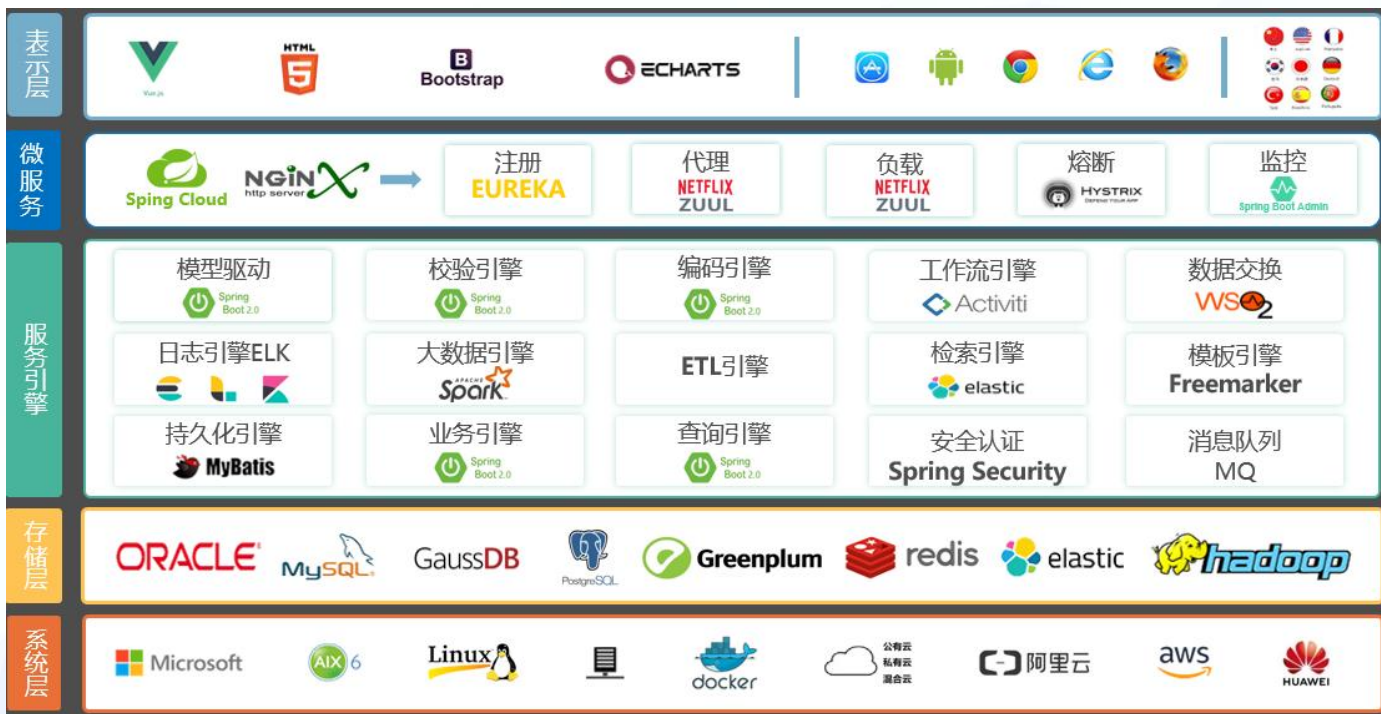 表示层
Vue.js
HTML
5
B
Bootstrap
ECHARTS
微服务
Sping Cloud
NGiNX
http server
注册
EUREKA
代理
NETFLIX
ZUUL
负载
NETFLIX
ZUUL
熔断
HYSTRIX
DEFEND YOUR APP
监控
Spring Boot Admin
服务引擎
模型驱动
Spring
Boot 2.0
校验引擎
Spring
Boot 2.0
编码引擎
Spring
Boot 2.0
工作流引擎
Activiti
数据交换
WSO2
日志引擎ELK
大数据引擎
APACHE
Spark
ETL引擎
检索引擎
elastic
模板引擎
Freemarker
持久化引擎
MyBatis
业务引擎
Spring
Boot 2.0
查询引擎
Spring
Boot 2.0
安全认证
Spring Security
消息队列
MQ
存储层
ORACLE
MySQL
GaussDB
PostgreSQL
Greenplum
redis
elastic
hadoop
系统层
Microsoft
AIX 6
Linux
docker
公有云
私有云
混合云
阿里云
aws
HUAWEI